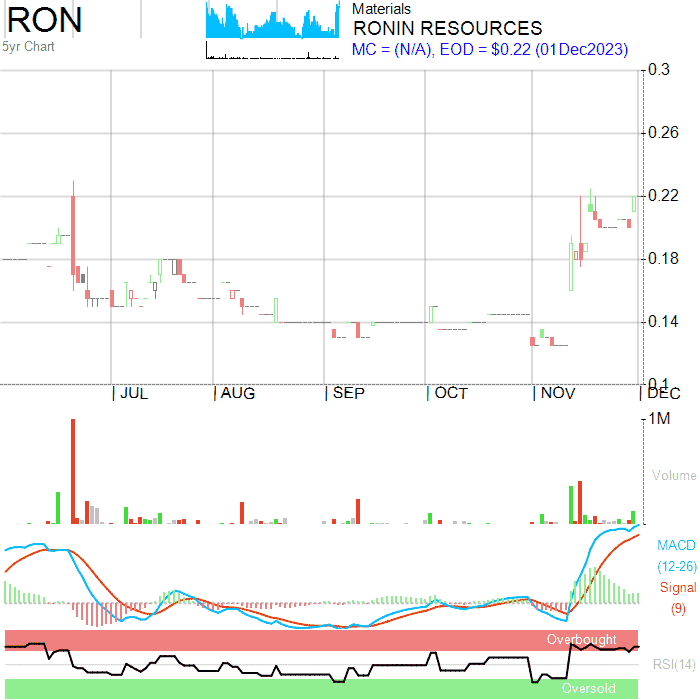 RON
5yr Chart
Materials
RONIN RESOURCES
MC = (N/A), EOD = $0.22 (01Dec2023)
0.3
0.26
0.22
0.18
0.14
0.1
JUL
AUG
SEP
OCT
NOV
DEC
1M
Volume
MACD
(12-26)
Signal
(9)
Overbought
RSI(14)
Oversold